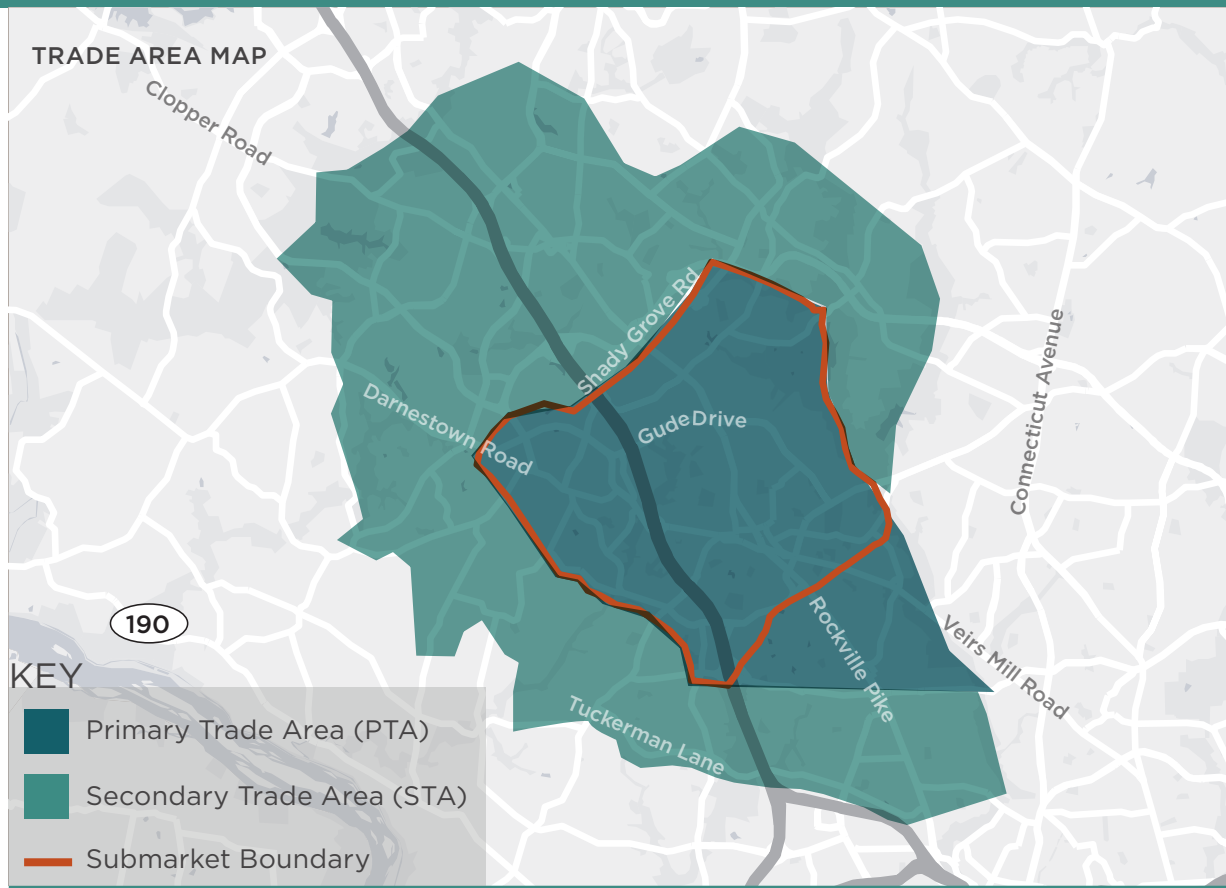 TRADE AREA MAP
Clopper Road
Shady Grove Rd
Connecticut Avenue
Darnestown Road
GudeDrive
190
Rockville Pike
Veirs Mill Road
Tuckerman Lane
KEY
Primary Trade Area (PTA)
Secondary Trade Area (STA)
Submarket Boundary